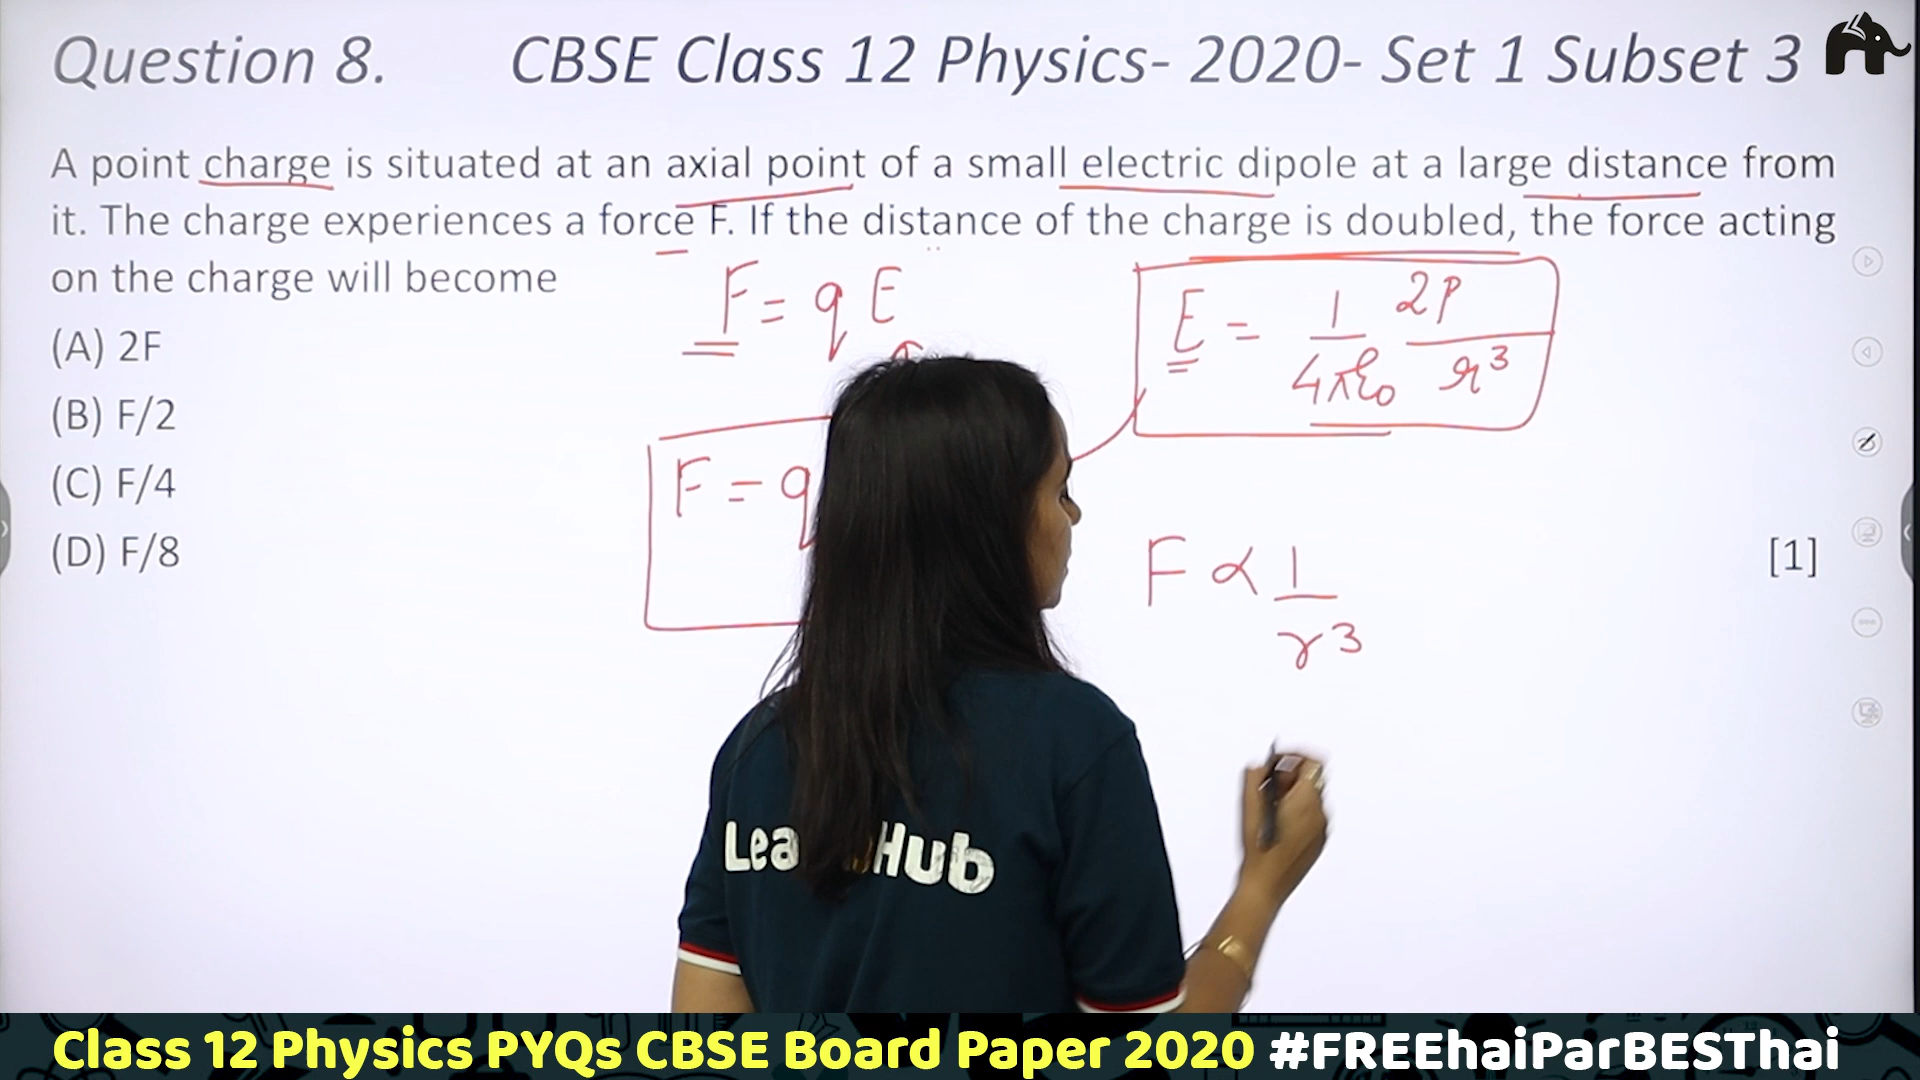 Question 8. CBSE Class 12 Physics- 2020- Set 1 Subset 3
A point charge is situated at an axial point of a small electric dipole at a large distance from
it. The charge experiences a force F. If the distance of the charge is doubled, the force acting
on the charge will become
(A) 2F
(B) F/2
(C) F/4
(D) F/8
[1]
F = qE
E = 1/4πε₀ 2p/r³
F = q
F ∝ 1/r³
Lea Hub
Class 12 Physics PYQs CBSE Board Paper 2020 #FREEhaiParBESThai